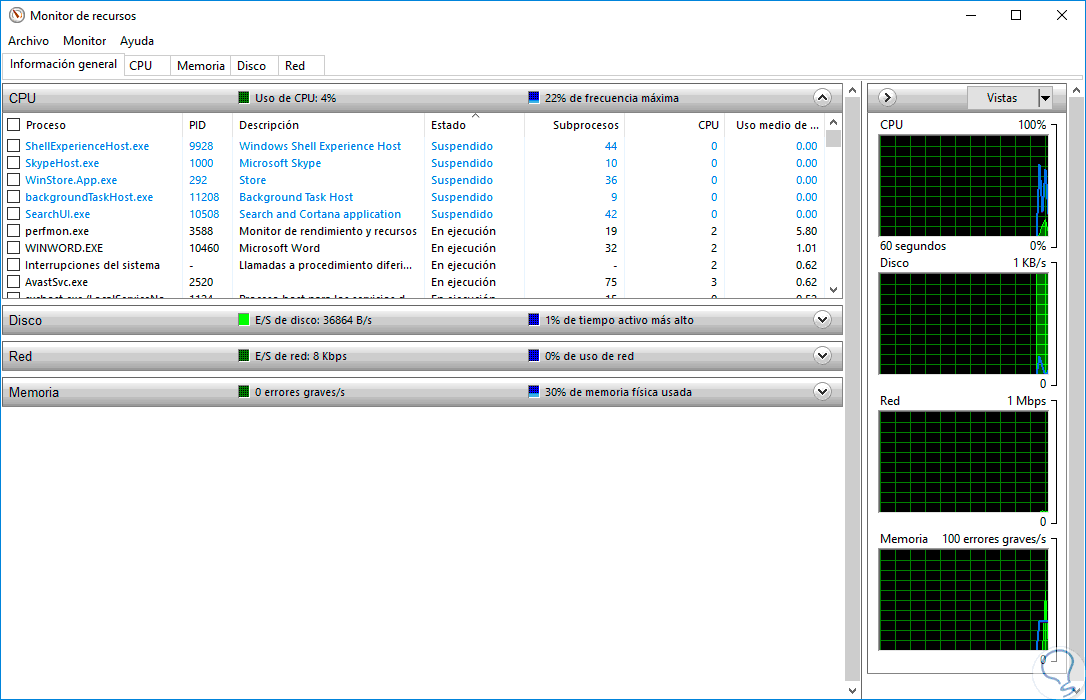 Monitor de recursos
Archivo Monitor Ayuda
Información general CPU Memoria Disco Red
CPU Uso de CPU: 4% 22% de frecuencia máxima
Proceso PID Descripción Estado Subprocesos CPU Uso medio de ...
ShellExperienceHost.exe 9928 Windows Shell Experience Host Suspendido 44 0 0.00
SkypeHost.exe 1000 Microsoft Skype Suspendido 10 0 0.00
WinStore.App.exe 292 Store Suspendido 36 0 0.00
backgroundTaskHost.exe 11208 Background Task Host Suspendido 9 0 0.00
SearchUI.exe 10508 Search and Cortana application Suspendido 42 0 0.00
perfmon.exe 3588 Monitor de rendimiento y recursos En ejecución 19 2 5.80
WINWORD.EXE 10460 Microsoft Word En ejecución 32 2 1.01
Interrupciones del sistema - Llamadas a procedimiento diferi... En ejecución - 2 0.62
AvastSvc.exe 2520 En ejecución 75 3 0.62
Disco E/S de disco: 36864 B/s 1% de tiempo activo más alto
Red E/S de red: 8 Kbps 0% de uso de red
Memoria 0 errores graves/s 30% de memoria física usada
Vistas
CPU 100%
60 segundos 0%
Disco 1 KB/s
0
Red 1 Mbps
0
Memoria 100 errores graves/s
0